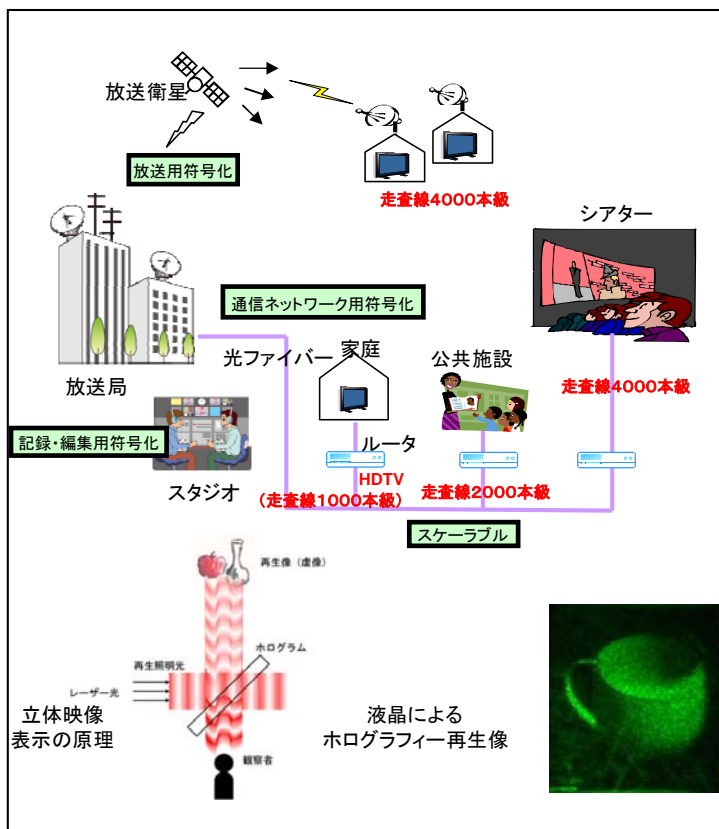 放送衛星
放送用符号化
走査線4000本級
シアター
通信ネットワーク用符号化
光ファイバー
家庭
公共施設
放送局
走査線4000本級
記録・編集用符号化
スタジオ
ルータ
HDTV
(走査線1000本級)
走査線2000本級
スケーラブル
再生像(虚像)
ホログラム
再生照明光
レーザー光
立体映像
表示の原理
液晶による
ホログラフィー再生像
観察者